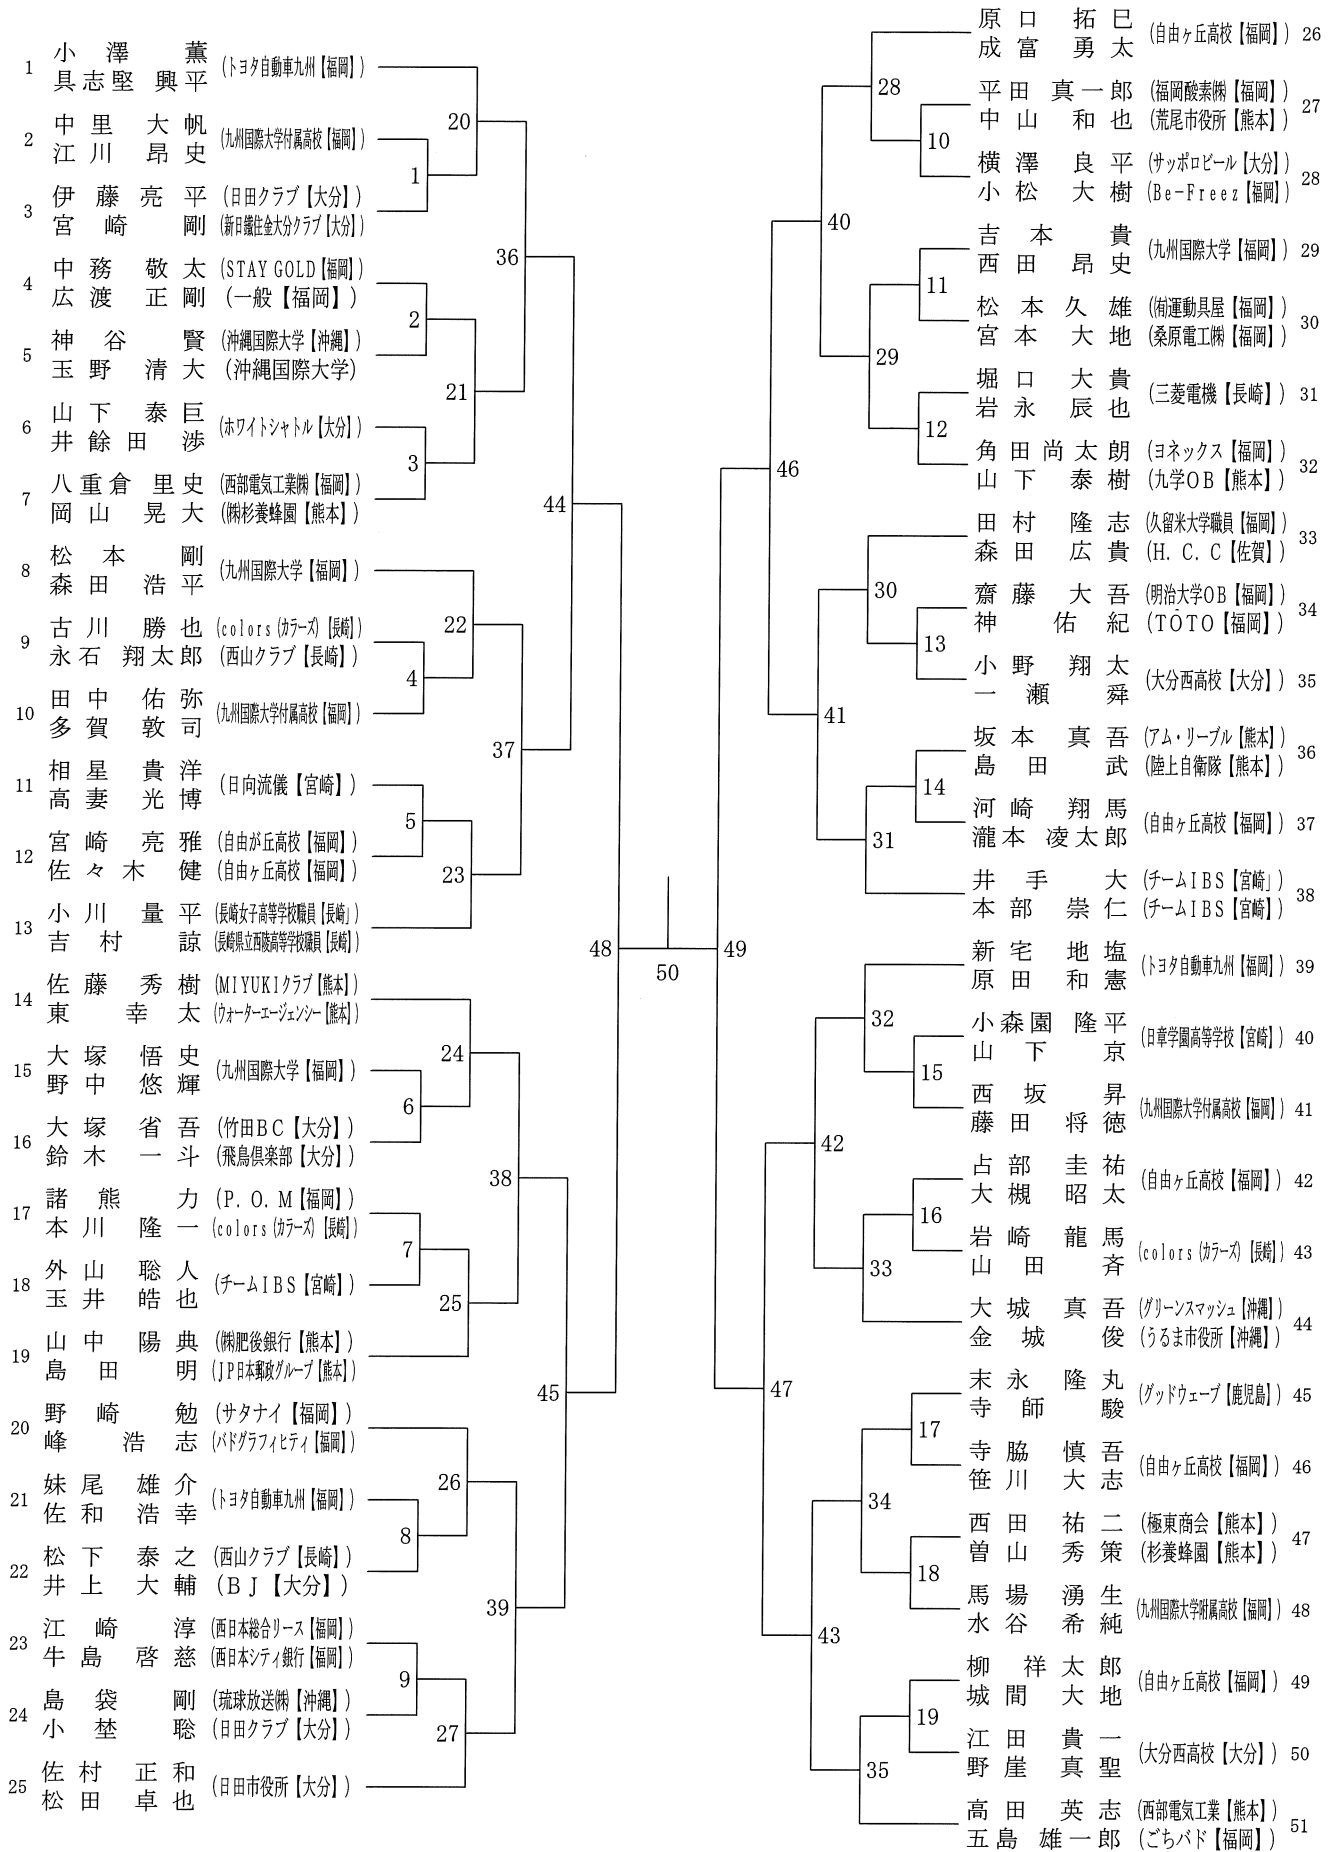 1 小澤 薫 (トヨタ自動車九州【福岡】)
具志堅 興平
2 中里 大帆 (九州国際大学付属高校【福岡】)
江川 昂史
3 伊藤 亮平 (日田クラブ【大分】)
宮崎 剛 (新日鐵住金大分クラブ【大分】)
4 中務 敬太 (STAY GOLD【福岡】)
広渡 正剛 (一般【福岡】)
5 神谷 賢 (沖縄国際大学【沖縄】)
玉野 清大 (沖縄国際大学)
6 山下 泰巨 (ホワイトシャトル【大分】)
井餘田 渉
7 八重倉 里史 (西部電気工業㈱【福岡】)
岡山 晃大 (㈱杉養蜂園【熊本】)
8 松本 剛 (九州国際大学【福岡】)
森田 浩平
9 古川 勝也 (colors(カラーズ)【長崎】)
永石 翔太郎 (西山クラブ【長崎】)
10 田中 佑弥 (九州国際大学付属高校【福岡】)
多賀 敦司
11 相星 貴洋 (日向流儀【宮崎】)
高妻 光博
12 宮崎 亮雅 (自由が丘高校【福岡】)
佐々木 健 (自由ヶ丘高校【福岡】)
13 小川 量平 (長崎女子高等学校職員【長崎」)
吉村 諒 (長崎県立西陵高等学校職員【長崎】)
14 佐藤 秀樹 (MIYUKIクラブ【熊本】)
東 幸太 (ウォーターエージェンシー【熊本】)
15 大塚 悟史 (九州国際大学【福岡】)
野中 悠輝
16 大塚 省吾 (竹田BC【大分】)
鈴木 一斗 (飛鳥倶楽部【大分】)
17 諸熊 力 (P.O.M【福岡】)
本川 隆一 (colors(カラーズ)【長崎】)
18 外山 聡人 (チームIBS【宮崎】)
玉井 皓也
19 山中 陽典 (㈱肥後銀行【熊本】)
島田 明 (JP日本郵政グループ【熊本】)
20 野崎 勉 (サタナイ【福岡】)
峰 浩志 (バドグラフィヒティ【福岡】)
21 妹尾 雄介 (トヨタ自動車九州【福岡】)
佐和 浩幸
22 松下 泰之 (西山クラブ【長崎】)
井上 大輔 (BJ【大分】)
23 江崎 淳 (西日本総合リース【福岡】)
牛島 啓慈 (西日本シティ銀行【福岡】)
24 島袋 剛 (琉球放送㈱【沖縄】)
小埜 聡 (日田クラブ【大分】)
25 佐村 正和 (日田市役所【大分】)
松田 卓也
20
1
36
2
21
3
44
22
4
37
5
23
48
24
6
38
7
25
45
26
8
39
9
27
50
49
28
10
40
11
29
12
46
30
13
41
14
31
32
15
42
16
33
47
17
34
18
43
19
35
原口 拓巳 (自由ヶ丘高校【福岡】) 26
成富 勇太
平田 真一郎 (福岡酸素㈱【福岡】) 27
中山 和也 (荒尾市役所【熊本】)
横澤 良平 (サッポロビール【大分】) 28
小松 大樹 (Be-Freez【福岡】)
吉本 貴 (九州国際大学【福岡】) 29
西田 昂史
松本 久雄 (㈲運動具屋【福岡】) 30
宮本 大地 (桑原電工㈱【福岡】)
堀口 大貴 (三菱電機【長崎】) 31
岩永 辰也
角田 尚太朗 (ヨネックス【福岡】) 32
山下 泰樹 (九学OB【熊本】)
田村 隆志 (久留米大学職員【福岡】) 33
森田 広貴 (H.C.C【佐賀】)
齋藤 大吾 (明治大学OB【福岡】) 34
神 佑紀 (TOTO【福岡】)
小野 翔太 (大分西高校【大分】) 35
一瀬 舜
坂本 真吾 (アム・リーブル【熊本】) 36
島田 武 (陸上自衛隊【熊本】)
河崎 翔馬 (自由ヶ丘高校【福岡】) 37
瀧本 凌太郎
井手 大 (チームIBS【宮崎」) 38
本部 崇仁 (チームIBS【宮崎】)
新宅 地塩 (トヨタ自動車九州【福岡】) 39
原田 和憲
小森園 隆平 (日章学園高等学校【宮崎】) 40
山下 京
西坂 昇 (九州国際大学付属高校【福岡】) 41
藤田 将徳
占部 圭祐 (自由ヶ丘高校【福岡】) 42
大槻 昭太
岩崎 龍馬 (colors(カラーズ)【長崎】) 43
山田 斉
大城 真吾 (グリーンスマッシュ【沖縄】) 44
金城 俊 (うるま市役所【沖縄】)
末永 隆丸 (グッドウェーブ【鹿児島】) 45
寺師 駿
寺脇 慎吾 (自由ヶ丘高校【福岡】) 46
笹川 大志
西田 祐二 (極東商会【熊本】) 47
曽山 秀策 (杉養蜂園【熊本】)
馬場 湧生 (九州国際大学附属高校【福岡】) 48
水谷 希純
柳 祥太郎 (自由ヶ丘高校【福岡】) 49
城間 大地
江田 貴一 (大分西高校【大分】) 50
野崖 真聖
高田 英志 (西部電気工業【熊本】) 51
五島 雄一郎 (ごちバド【福岡】)